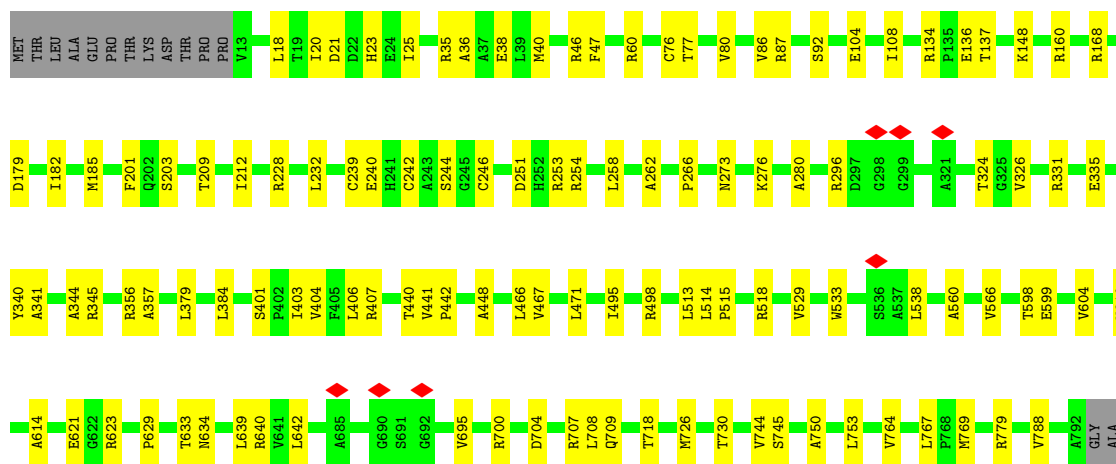 MET THR LEU ALA GLU PRO PRO THR LYS ASP THR PRO PRO V13 L18 T19 I20 D21 D22 H23 E24 I25 R35 A36 A37 E38 L39 M40 R46 F47 R60 C76 T77 V80 V86 R87 S92 E104 I108 R134 P135 E136 T137 K148 R160 R168
D179 I182 M185 F201 Q202 S203 T209 I212 R228 L232 C239 E240 H241 C242 A243 S244 G245 C246 D251 H252 R253 R254 L258 A262 P266 N273 K276 A280 R296 D297 G298 G299 A321 T324 G325 V326 R331 E335
Y340 A341 A344 R345 R356 A357 L379 L384 S401 P402 I403 V404 F405 L406 R407 T440 V441 P442 A448 L466 V467 L471 I495 R498 L513 L514 P515 R518 V529 W533 S536 A537 L538 A560 V566 T598 E599 V604
A614 E621 G622 R623 P629 T633 N634 L639 R640 V641 L642 A685 G690 S691 G692 V695 R700 D704 R707 L708 Q709 T718 M726 T730 V744 S745 A750 L753 V764 L767 P768 M769 R779 V788 A792 GLY ALA